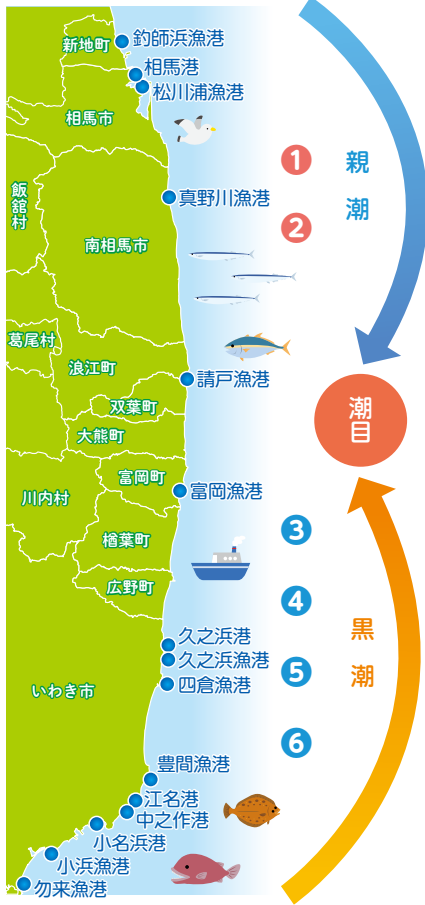 新地町
釣師浜漁港
相馬港
松川浦漁港
相馬市
1
親潮
飯舘村
真野川漁港
2
南相馬市
葛尾村
浪江町
請戸漁港
双葉町
潮目
大熊町
富岡町
富岡漁港
川内村
3
楢葉町
広野町
4
黒潮
久之浜港
久之浜漁港
5
四倉漁港
いわき市
6
豊間漁港
江名港
中之作港
小名浜港
小浜漁港
勿来漁港